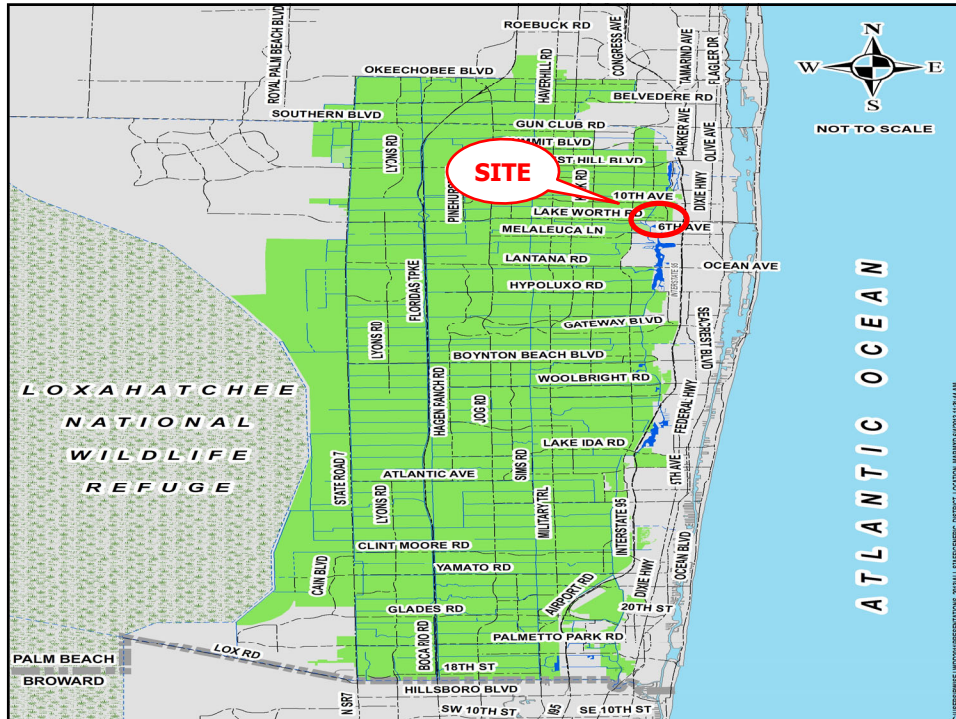 ROEBUCK RD
ROYAL PALM BEACH BLVD
CONGRESS AVE
TAMARIND AVE
FLAGLER DR
N
W
E
S
NOT TO SCALE
OKEECHOBEE BLVD
HAVERHILL RD
BELVEDERE RD
SOUTHERN BLVD
GUN CLUB RD
PARKER AVE
OLIVE AVE
LYONS RD
SITE
10TH AVE
DIXIE HWY
LAKE WORTH RD
6TH AVE
MELALEUCA LN
LANTANA RD
OCEAN AVE
FLORIDAS TPKE
HYPOLUXO RD
INTERSTATE 95
GATEWAY BLVD
SEACREST BLVD
LYONS RD
BOYNTON BEACH BLVD
WOOLBRIGHT RD
HAGEN RANCH RD
JOG RD
FEDERAL HWY
LOXAHATCHEE
NATIONAL
WILDLIFE
REFUGE
ATLANTIC OCEAN
LAKE IDA RD
5TH AVE
STATE ROAD 7
ATLANTIC AVE
SIMS RD
LYONS RD
MILITARY TRL
INTERSTATE 95
CLINT MOORE RD
OCEAN BLVD
CAIN BLVD
YAMATO RD
AIRPORT RD
DIXIE HWY
GLADES RD
20TH ST
BOCA RIO RD
PALMETTO PARK RD
LOX RD
PALM BEACH
BROWARD
18TH ST
HILLSBORO BLVD
N SR7
SW 10TH ST
I95
SE 10TH ST